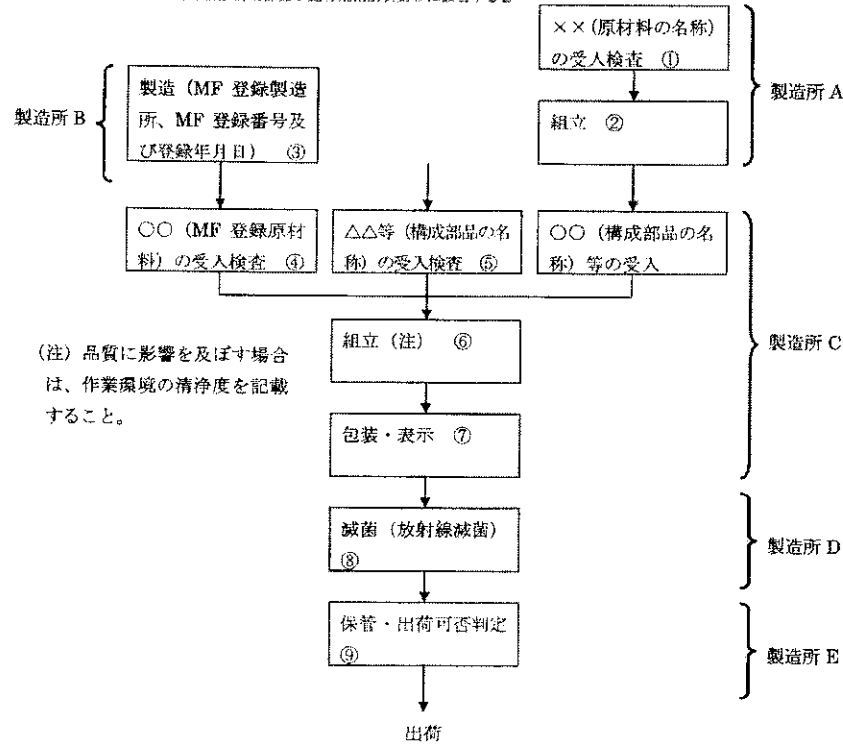 ××(原材料の名称)
の受入検査 ①
製造所 A
組立 ②
製造所 B
製造(MF 登録製造
所、MF 登録番号及
び登録年月日) ③
○○(MF 登録原材
料)の受入検査 ④
△△等(構成部品の名
称)の受入検査 ⑤
○○(構成部品の名
称)等の受入
製造所 C
組立(注) ⑥
(注)品質に影響を及ぼす場合
は、作業環境の清浄度を記載
すること。
包装・表示 ⑦
滅菌(放射線滅菌)
⑧
製造所 D
保管・出荷可否判定
⑨
製造所 E
出荷